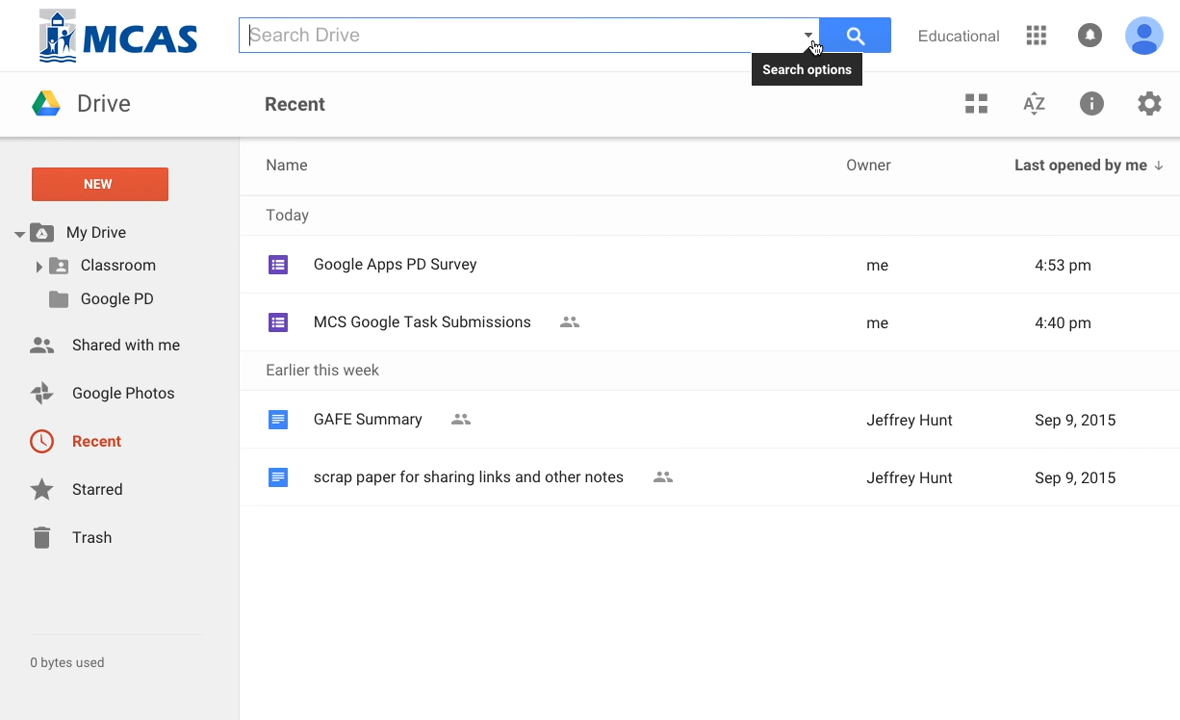 MCAS
Search Drive
Educational
Search options
Drive
Recent
NEW
My Drive
Classroom
Google PD
Shared with me
Google Photos
Recent
Starred
Trash
0 bytes used
Name Owner Last opened by me
Today
Google Apps PD Survey me 4:53 pm
MCS Google Task Submissions me 4:40 pm
Earlier this week
GAFE Summary Jeffrey Hunt Sep 9, 2015
scrap paper for sharing links and other notes Jeffrey Hunt Sep 9, 2015